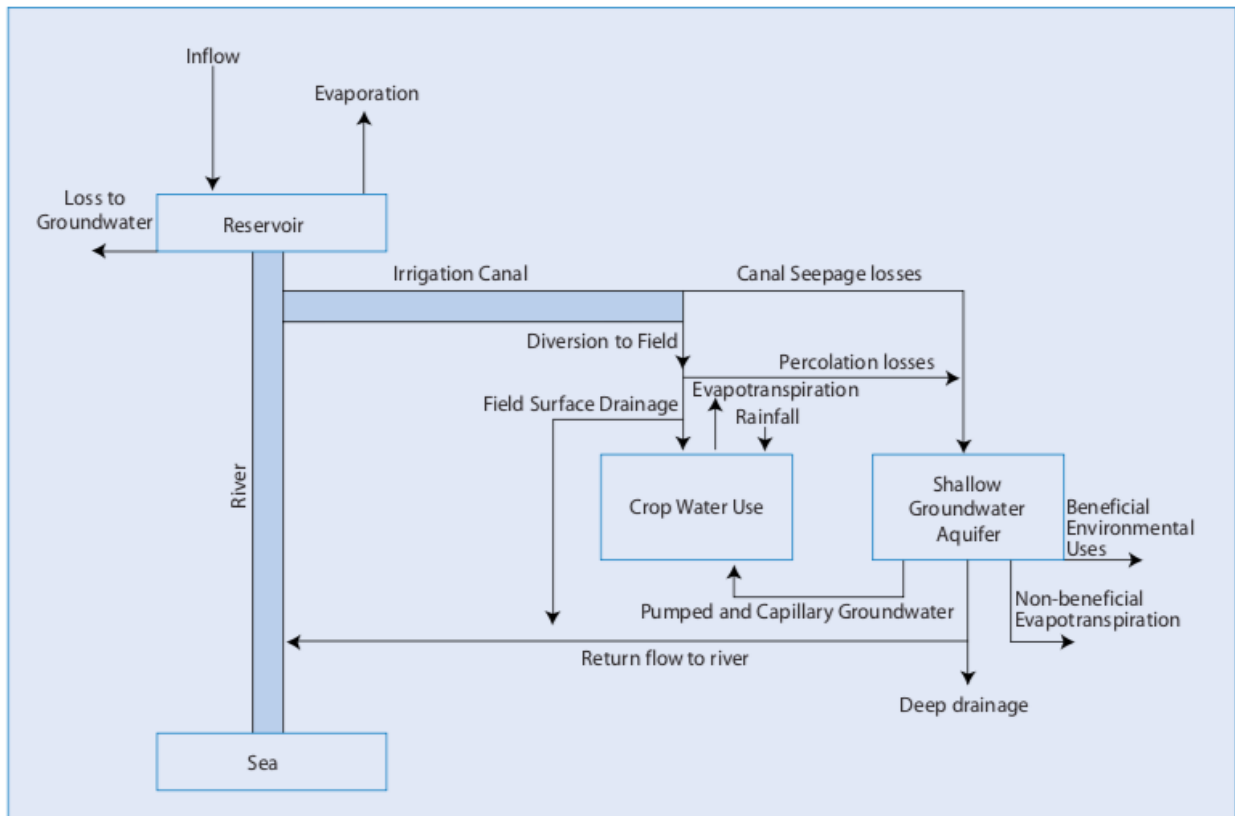 Inflow
Evaporation
Loss to
Groundwater
Reservoir
Irrigation Canal
Canal Seepage losses
Diversion to Field
Percolation losses
Evapotranspiration
Field Surface Drainage
Rainfall
River
Crop Water Use
Shallow
Groundwater
Aquifer
Beneficial
Environmental
Uses
Pumped and Capillary Groundwater
Non-beneficial
Evapotranspiration
Return flow to river
Deep drainage
Sea